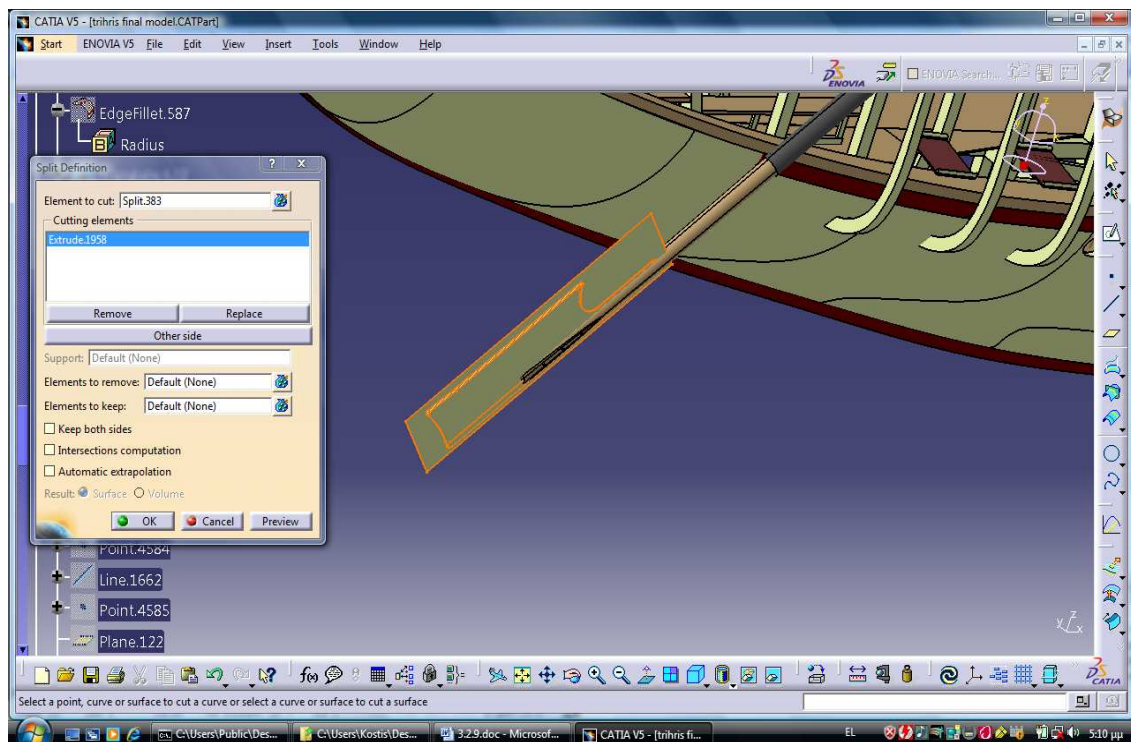 CATIA V5 - [trihris final model.CATPart]
Start ENOVIA V5 File Edit View Insert Tools Window Help
ENOVIA
ENOVIA Search...
EdgeFillet.587
Radius
Split Definition
Element to cut: Split.383
Cutting elements
Extrude.1958
Remove Replace
Other side
Support: Default (None)
Elements to remove: Default (None)
Elements to keep: Default (None)
Keep both sides
Intersections computation
Automatic extrapolation
Result: Surface Volume
OK Cancel Preview
Point.4584
Line.1662
Point.4585
Plane.122
z
x
f(x)
CATIA
Select a point, curve or surface to cut a curve or select a curve or surface to cut a surface
C:\Users\Public\Des... C:\Users\Kostis\Des... 3.2.9.doc - Microsof... CATIA V5 - [trihris fi... EL 5:10 μμ